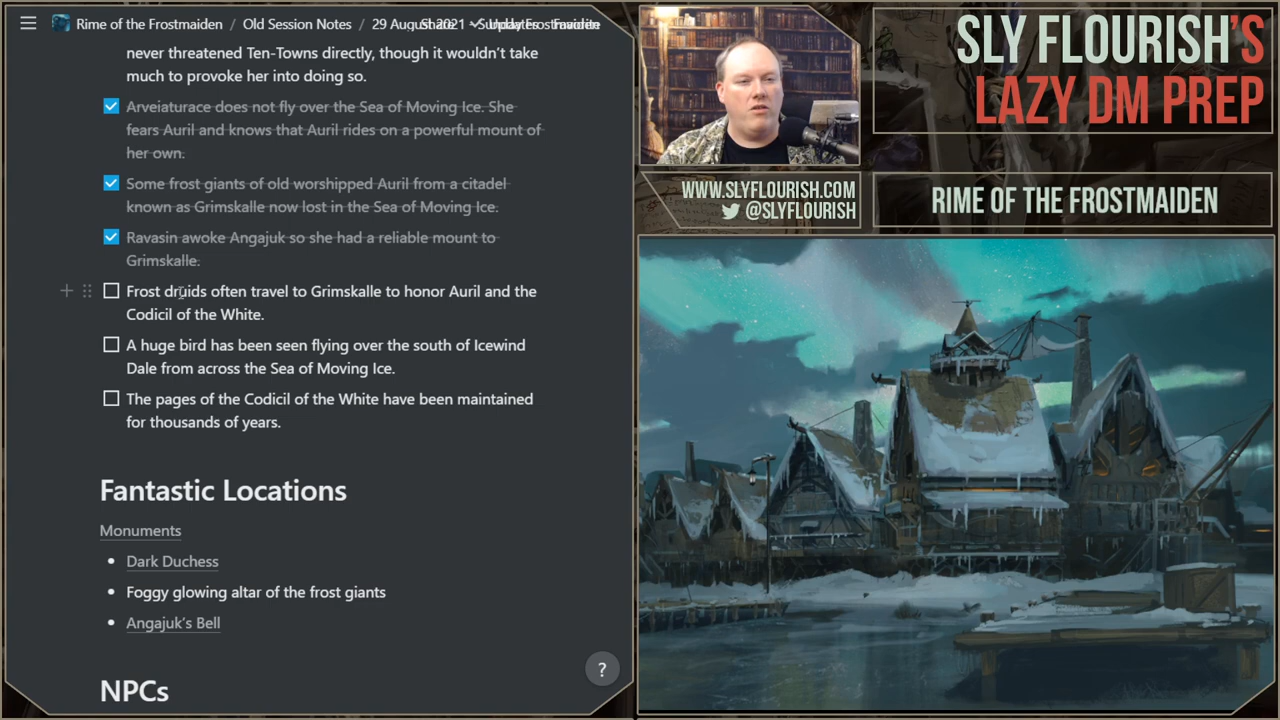 Rime of the Frostmaiden / Old Session Notes / 29 August 2021 - Sunday Frostmaiden
Share Updates Favorite
never threatened Ten-Towns directly, though it wouldn't take
much to provoke her into doing so.
Arveiaturace does not fly over the Sea of Moving Ice. She
fears Auril and knows that Auril rides on a powerful mount of
her own.
Some frost giants of old worshipped Auril from a citadel
known as Grimskalle now lost in the Sea of Moving Ice.
Ravasin awoke Angajuk so she had a reliable mount to
Grimskalle.
Frost druids often travel to Grimskalle to honor Auril and the
Codicil of the White.
A huge bird has been seen flying over the south of Icewind
Dale from across the Sea of Moving Ice.
The pages of the Codicil of the White have been maintained
for thousands of years.
Fantastic Locations
Monuments
• Dark Duchess
• Foggy glowing altar of the frost giants
• Angajuk's Bell
NPCs
?
SLY FLOURISH'S
LAZY DM PREP
WWW.SLYFLOURISH.COM
@SLYFLOURISH
RIME OF THE FROSTMAIDEN